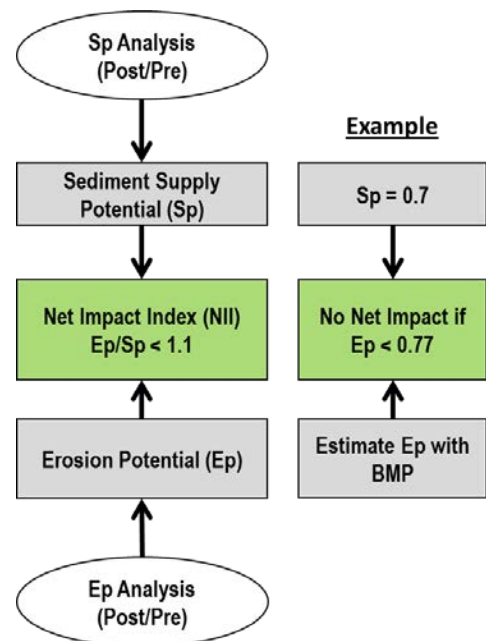 Sp Analysis
(Post/Pre)
Example
Sediment Supply
Potential (Sp)
Sp = 0.7
Net Impact Index (NII)
Ep/Sp < 1.1
No Net Impact if
Ep < 0.77
Erosion Potential (Ep)
Estimate Ep with
BMP
Ep Analysis
(Post/Pre)